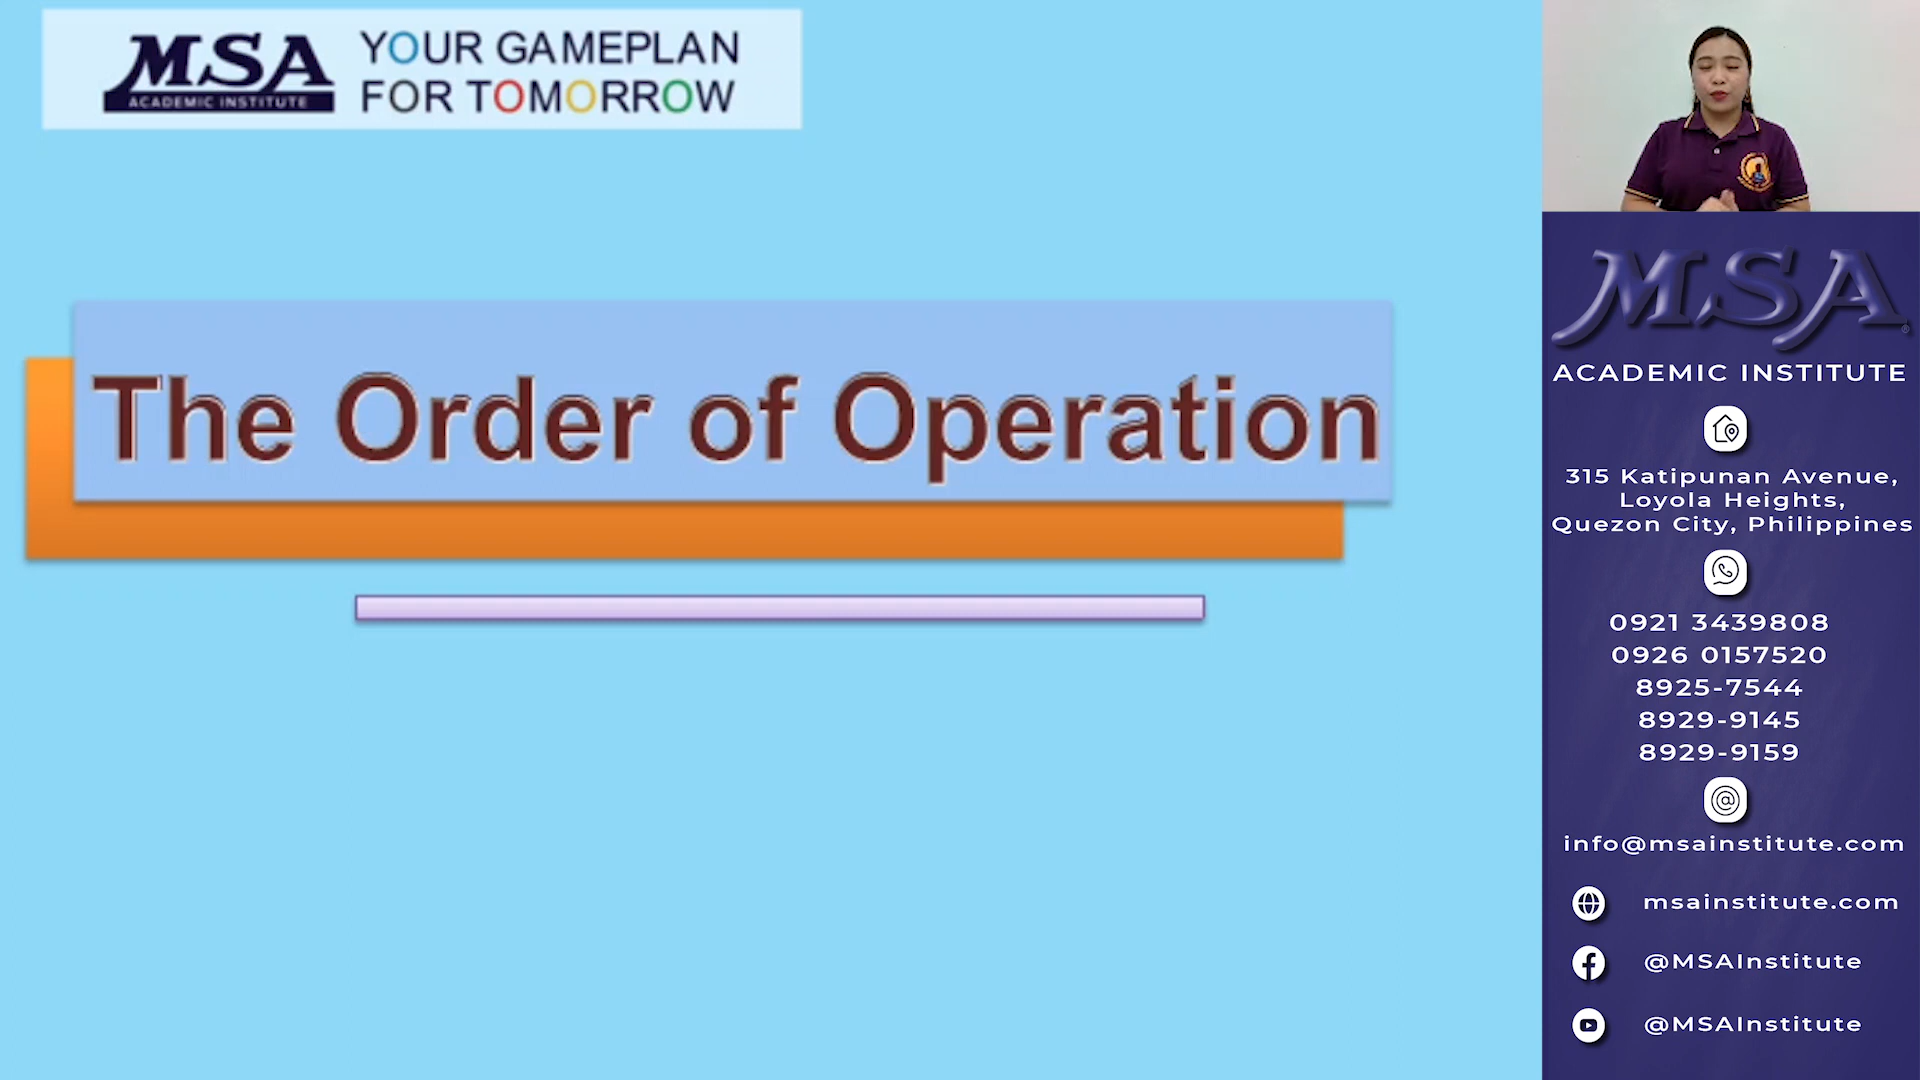 MSA
ACADEMIC INSTITUTE
YOUR GAMEPLAN
FOR TOMORROW
The Order of Operation
MSA
ACADEMIC INSTITUTE
315 Katipunan Avenue,
Loyola Heights,
Quezon City, Philippines
0921 3439808
0926 0157520
8925-7544
8929-9145
8929-9159
info@msainstitute.com
msainstitute.com
@MSAInstitute
@MSAInstitute